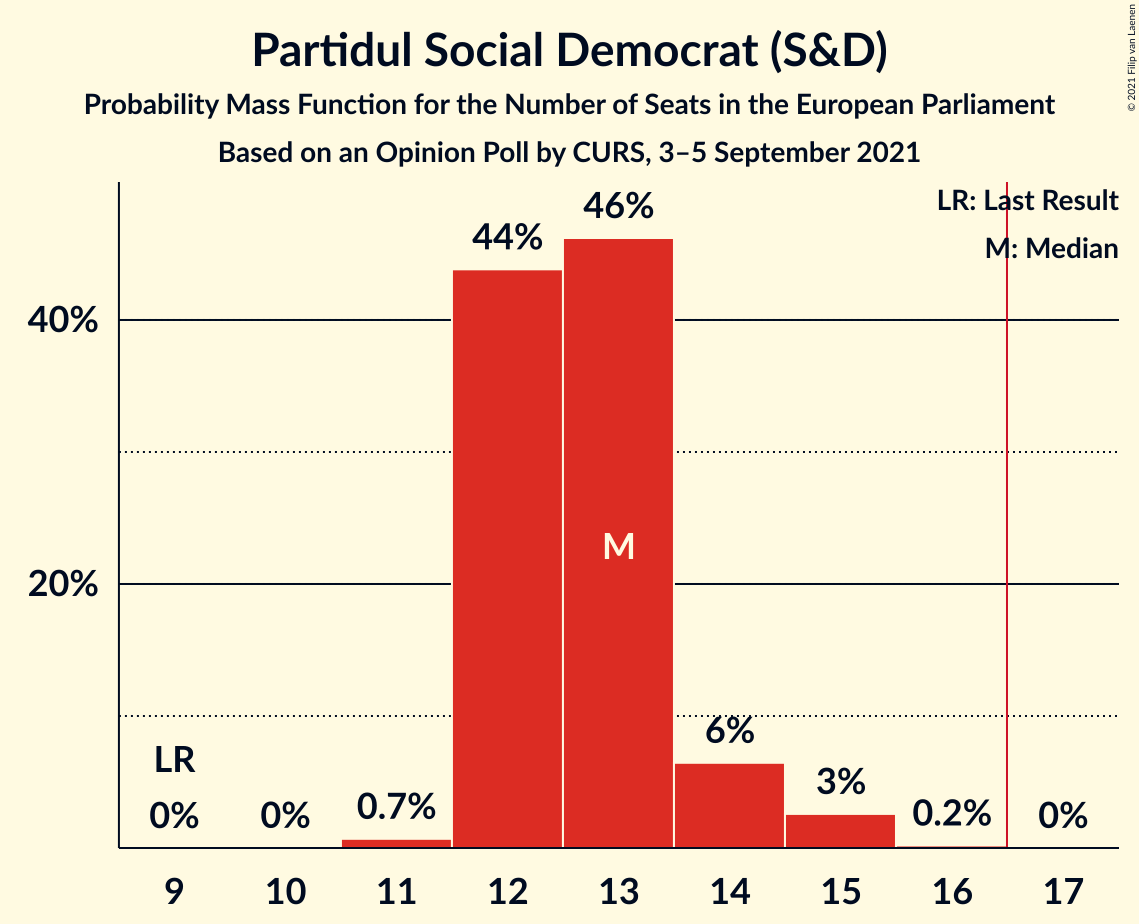 Partidul Social Democrat (S&D)
Probability Mass Function for the Number of Seats in the European Parliament
Based on an Opinion Poll by CURS, 3–5 September 2021
© 2021 Filip van Laenen
LR: Last Result
M: Median
40%
20%
LR
0%
0%
0.7%
44%
46%
M
6%
3%
0.2%
0%
9 10 11 12 13 14 15 16 17